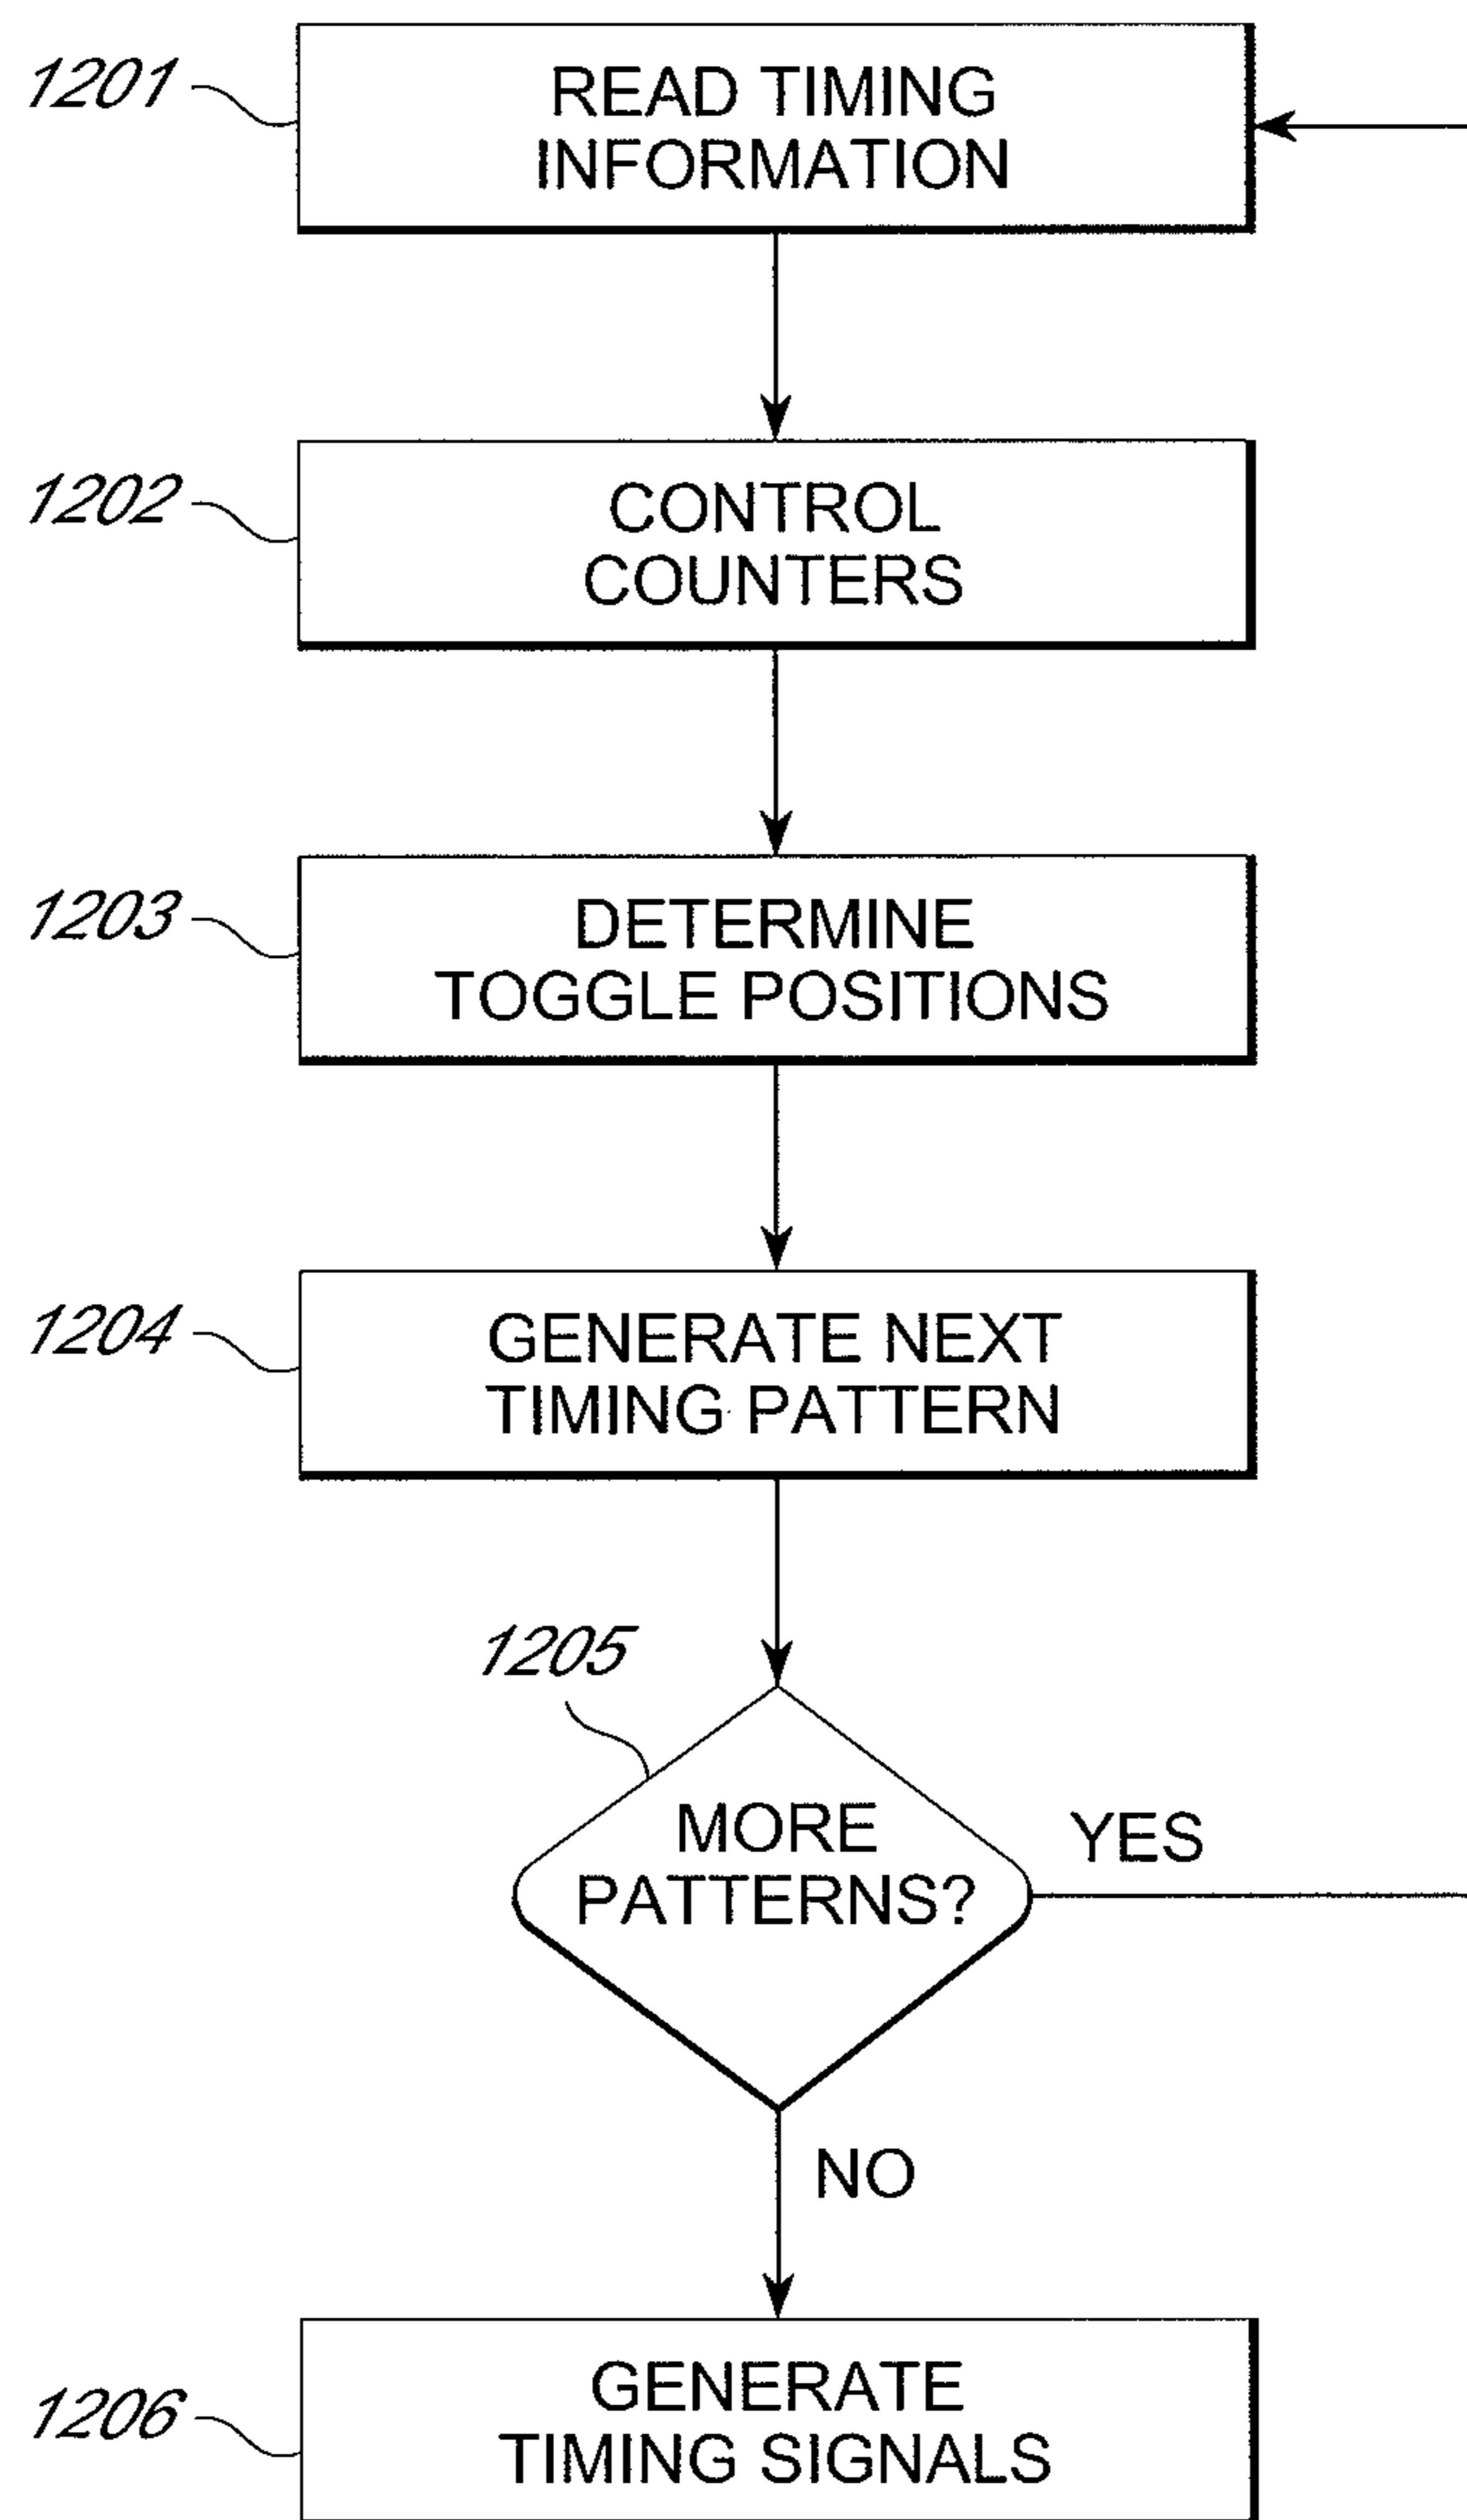 1201
READ TIMING
INFORMATION
1202
CONTROL
COUNTERS
1203
DETERMINE
TOGGLE POSITIONS
1204
GENERATE NEXT
TIMING PATTERN
1205
MORE
PATTERNS?
YES
NO
1206
GENERATE
TIMING SIGNALS